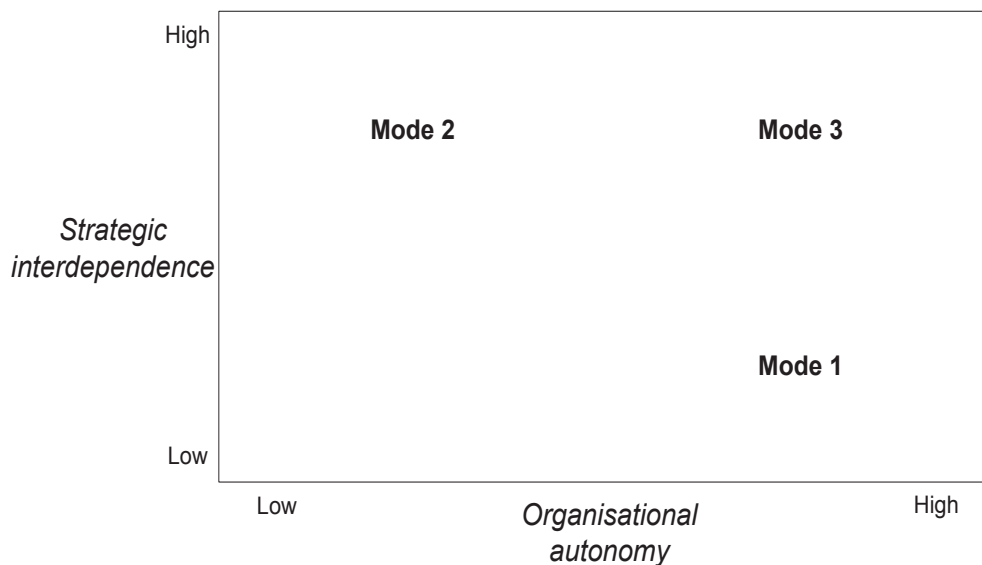 High
Mode 2 Mode 3
Strategic
interdependence
Mode 1
Low
Low High
Organisational
autonomy